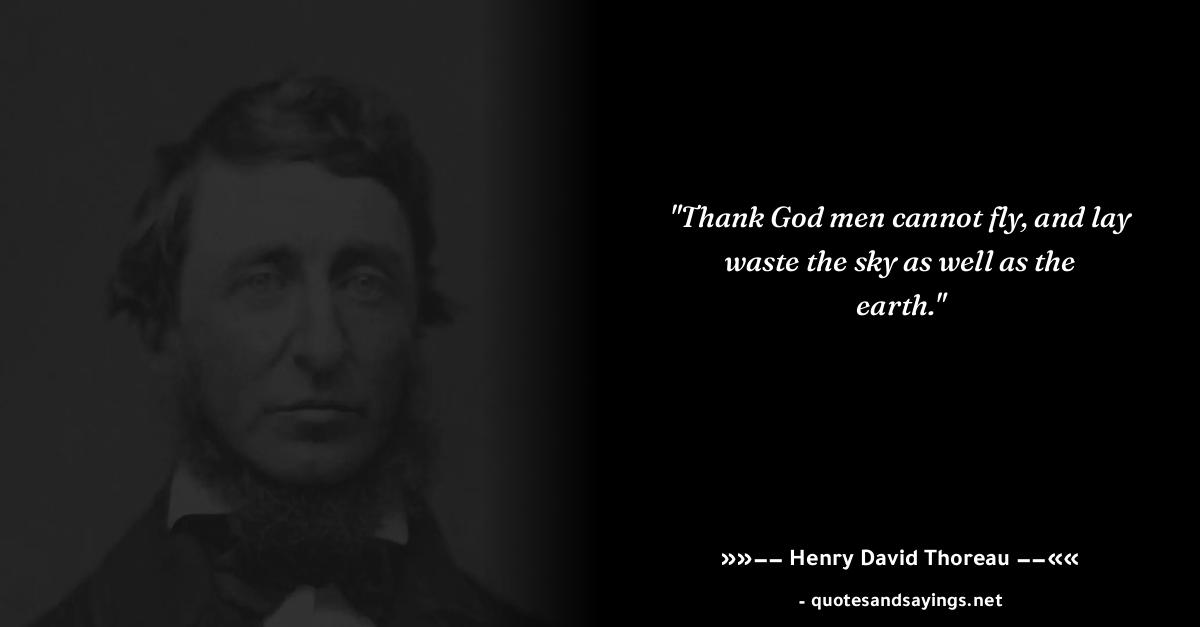 "Thank God men cannot fly, and lay
waste the sky as well as the
earth."
»»−− Henry David Thoreau −−««
- quotesandsayings.net